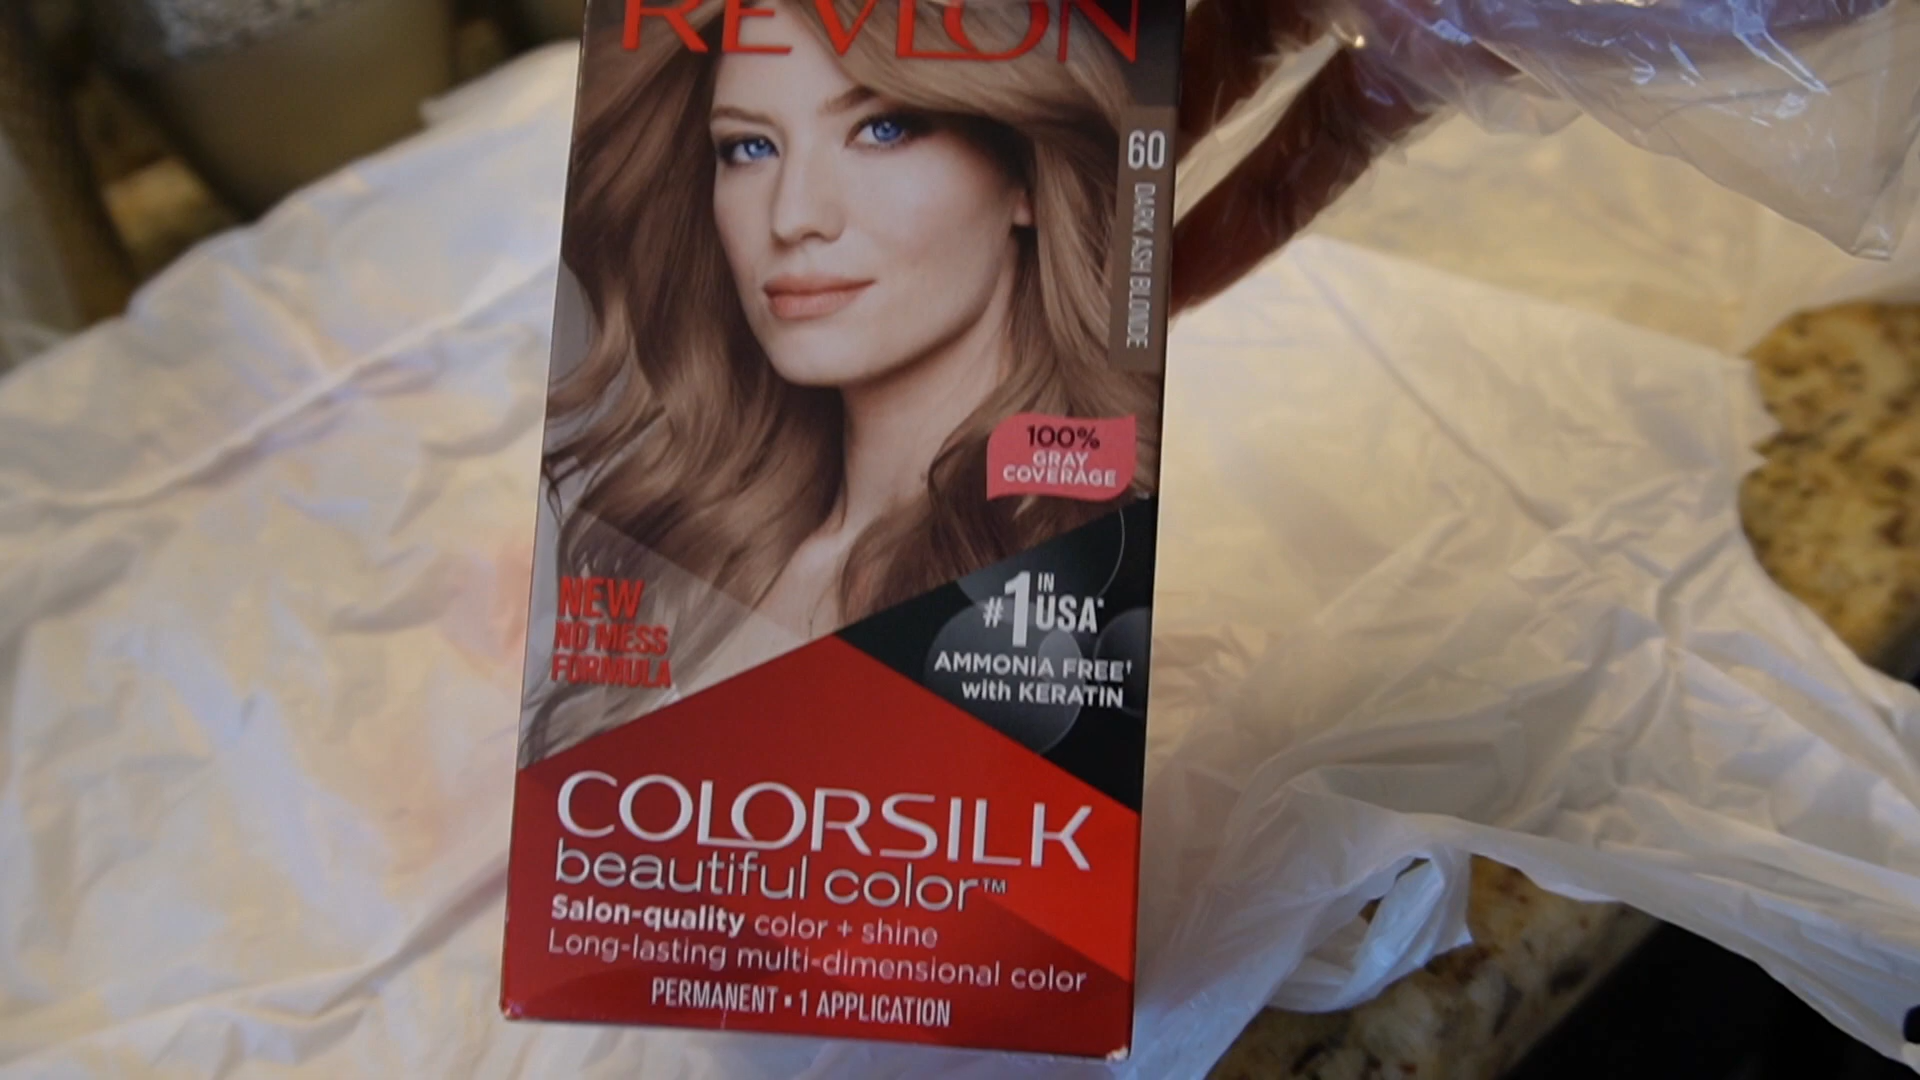 REVLON
60 DARK ASH BLONDE
100%
GRAY
COVERAGE
NEW
NO MESS
FORMULA
#1 IN USA*
AMMONIA FREE†
with KERATIN
COLORSILK
beautiful color™
Salon-quality color + shine
Long-lasting multi-dimensional color
PERMANENT ▪ 1 APPLICATION